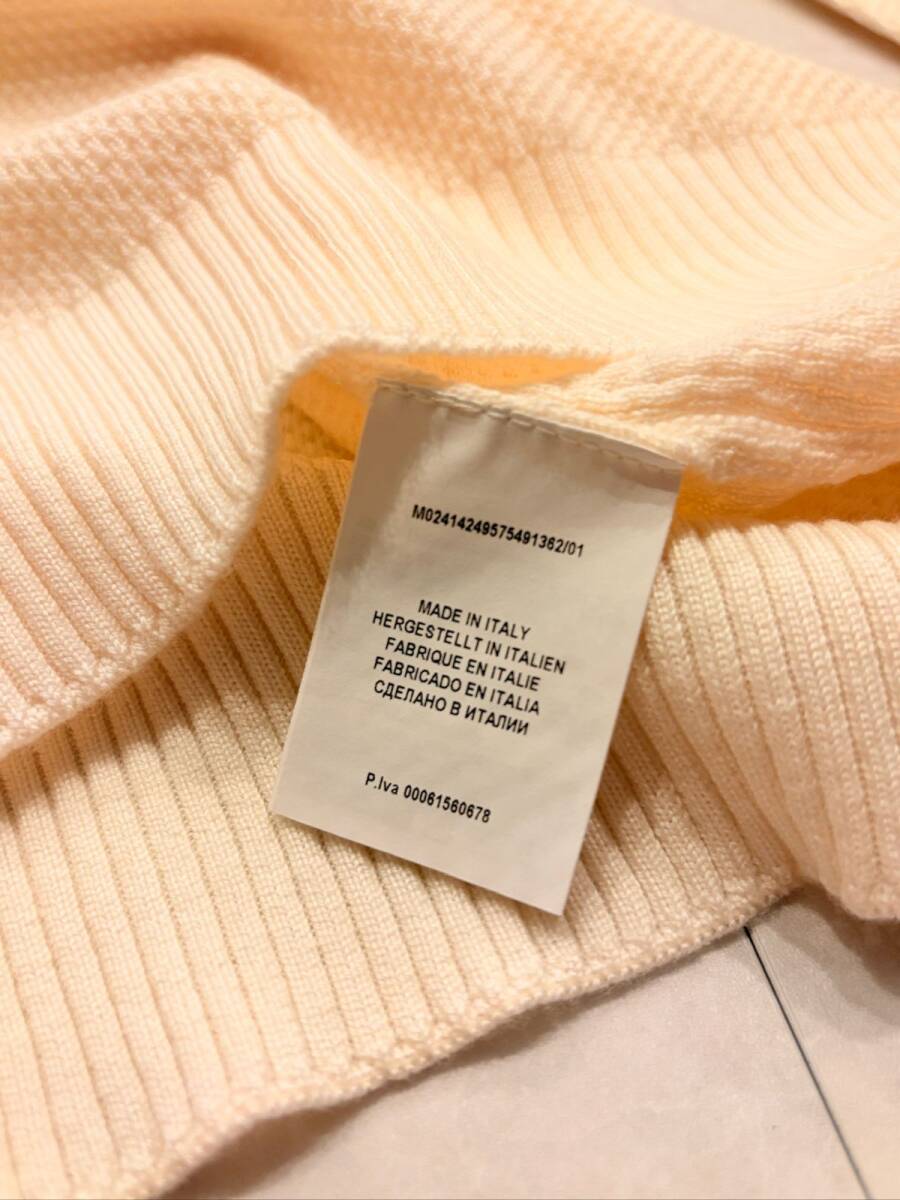 M02414249575491362/01
MADE IN ITALY
HERGESTELLT IN ITALIEN
FABRIQUE EN ITALIE
FABRICADO EN ITALIA
СДЕЛАНО В ИТАЛИИ
P.Iva 00061560678